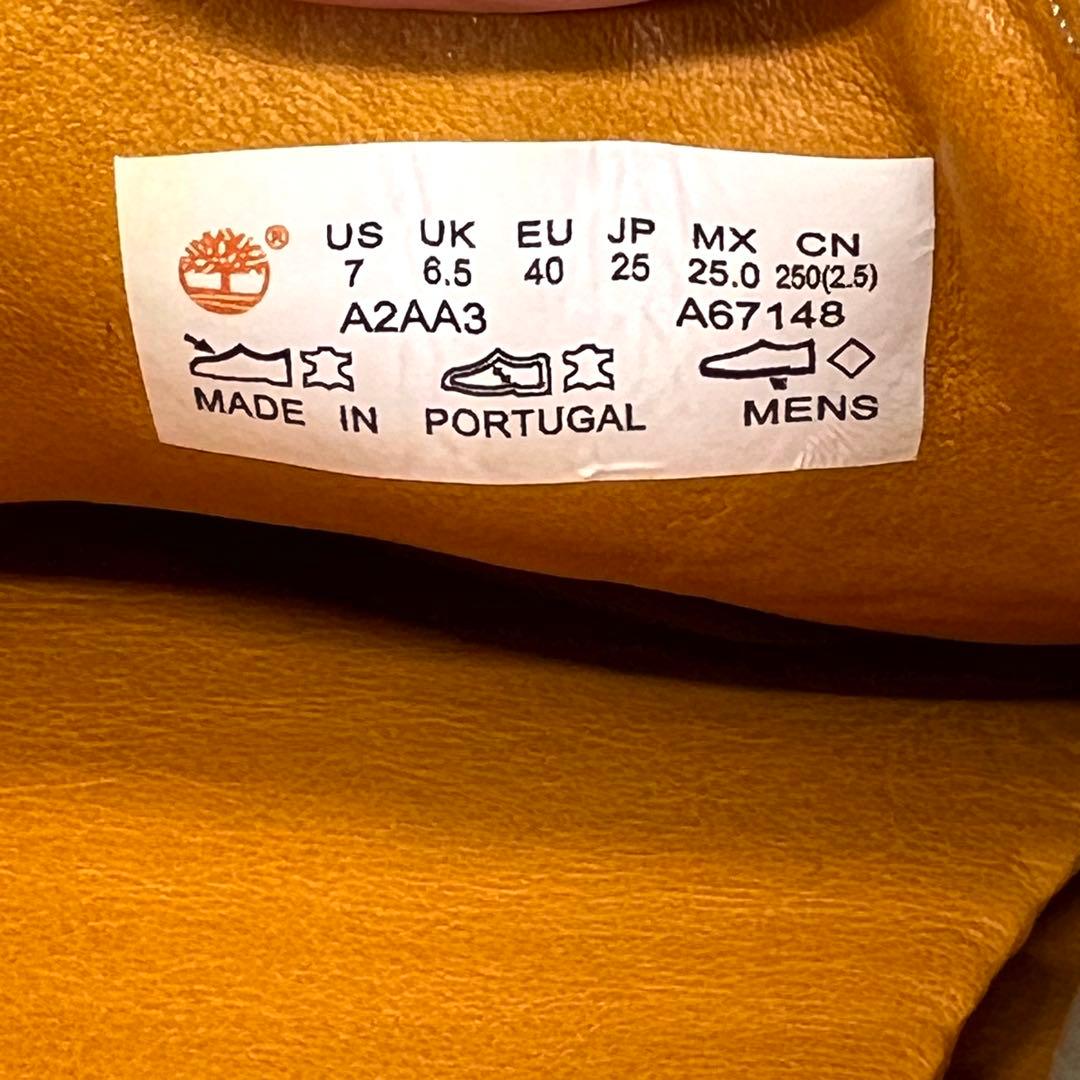 ® US UK EU JP MX CN
7 6.5 40 25 25.0 250(2.5)
A2AA3 A67148
MADE IN PORTUGAL MENS